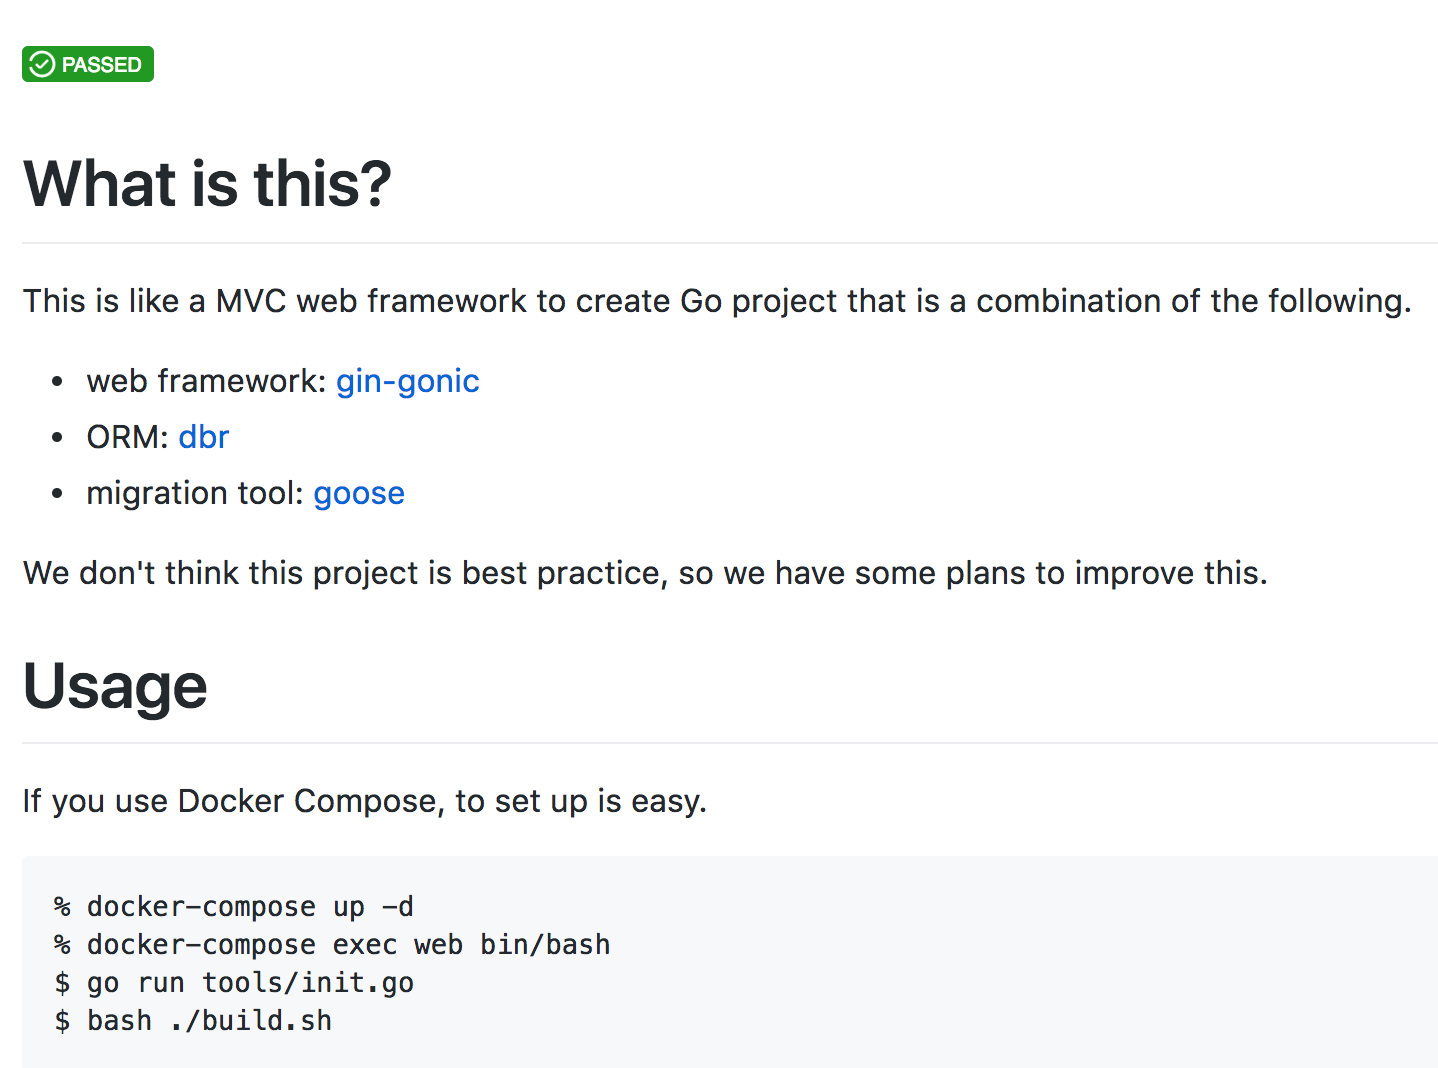 PASSED
What is this?
This is like a MVC web framework to create Go project that is a combination of the following.
• web framework: gin-gonic
• ORM: dbr
• migration tool: goose
We don't think this project is best practice, so we have some plans to improve this.
Usage
If you use Docker Compose, to set up is easy.
% docker-compose up -d
% docker-compose exec web bin/bash
$ go run tools/init.go
$ bash ./build.sh